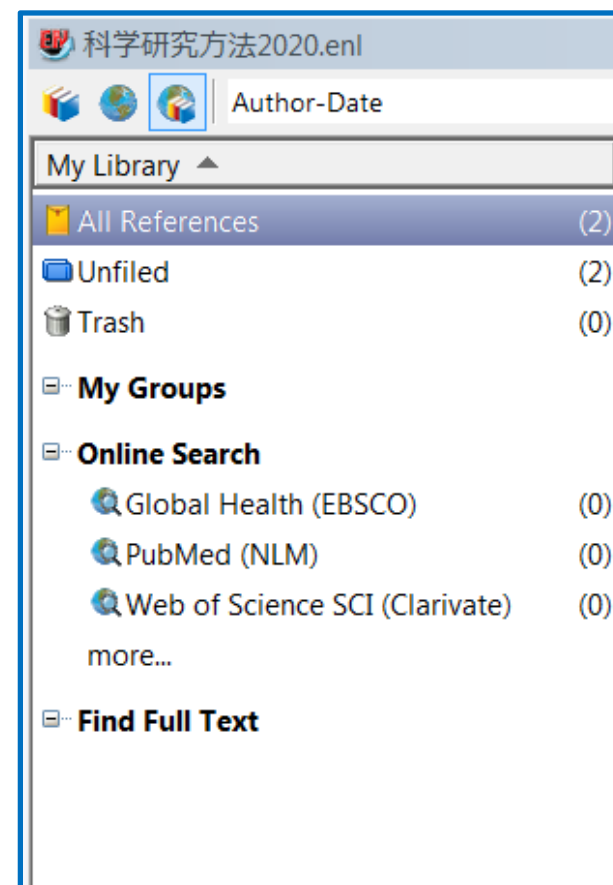 科学研究方法2020.enl
Author-Date
My Library
All References (2)
Unfiled (2)
Trash (0)
My Groups
Online Search
Global Health (EBSCO) (0)
PubMed (NLM) (0)
Web of Science SCI (Clarivate) (0)
more...
Find Full Text